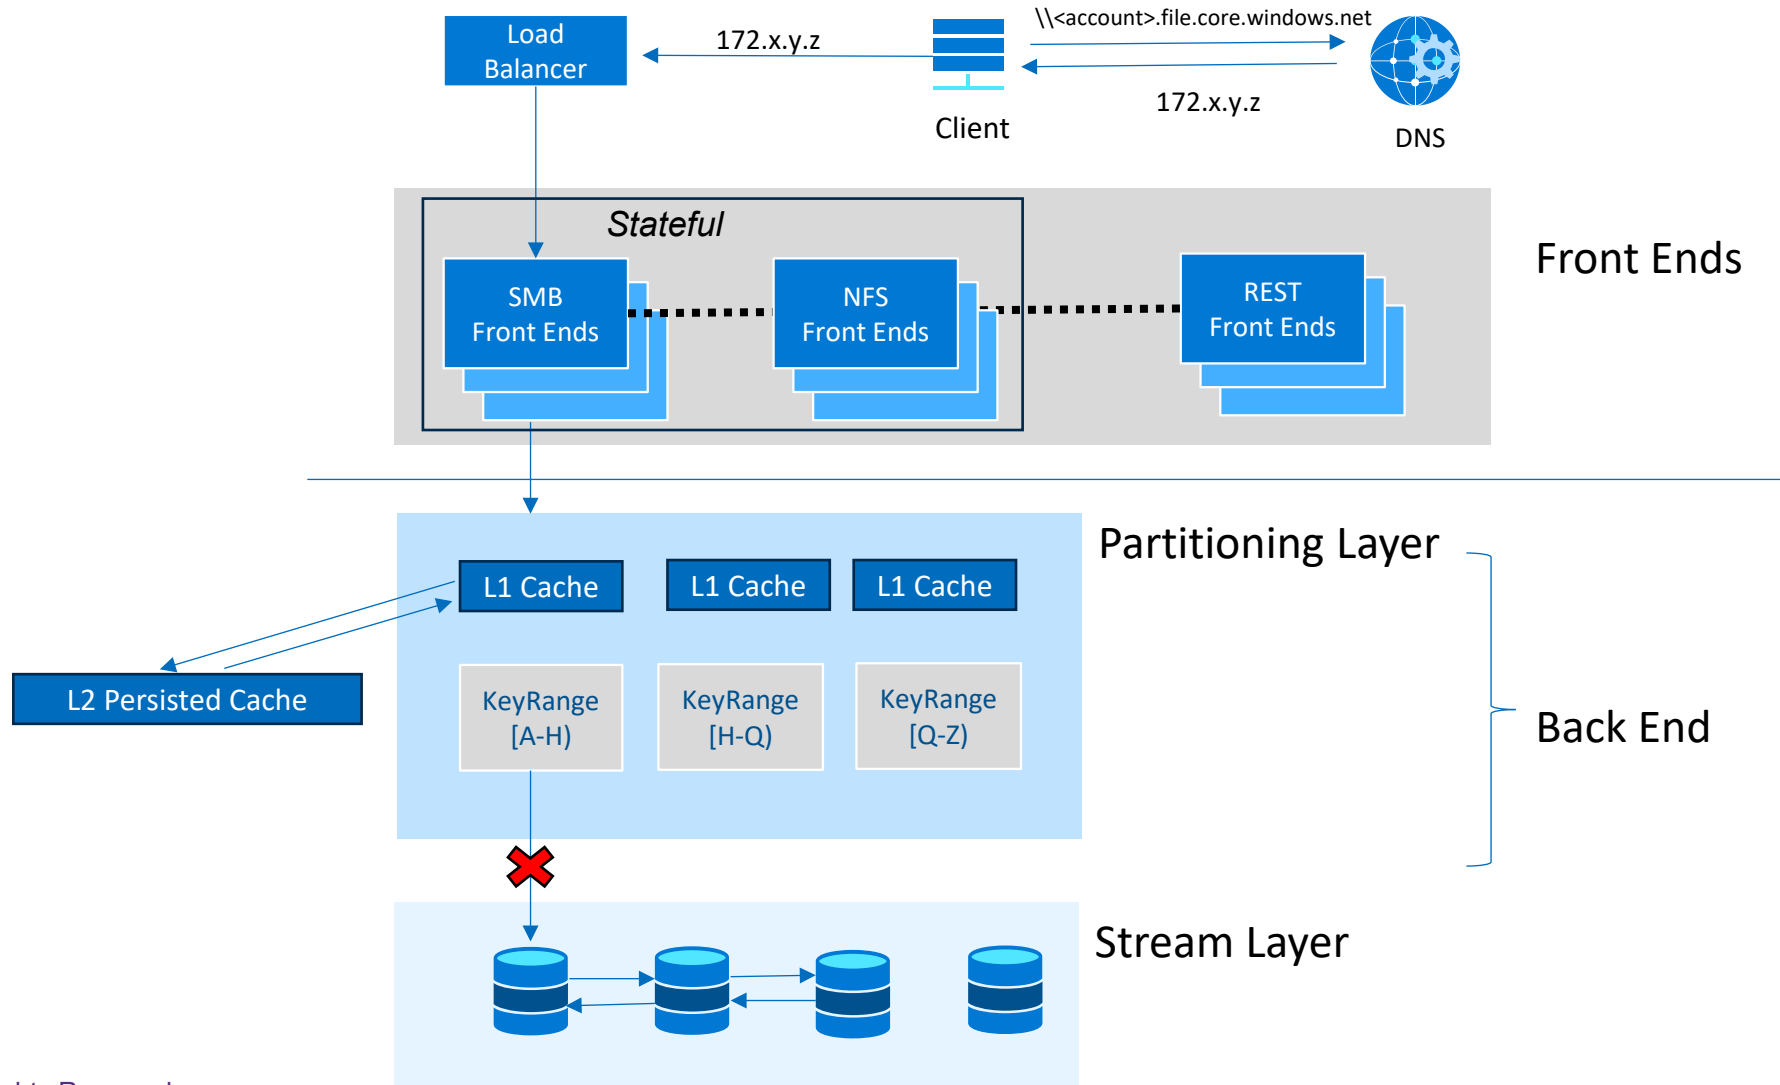 \\<account>.file.core.windows.net
Load
Balancer
172.x.y.z
172.x.y.z
Client
DNS
Stateful
Front Ends
SMB
Front Ends
NFS
Front Ends
REST
Front Ends
Partitioning Layer
L1 Cache
L1 Cache
L1 Cache
L2 Persisted Cache
KeyRange
[A-H)
KeyRange
[H-Q)
KeyRange
[Q-Z)
Back End
Stream Layer